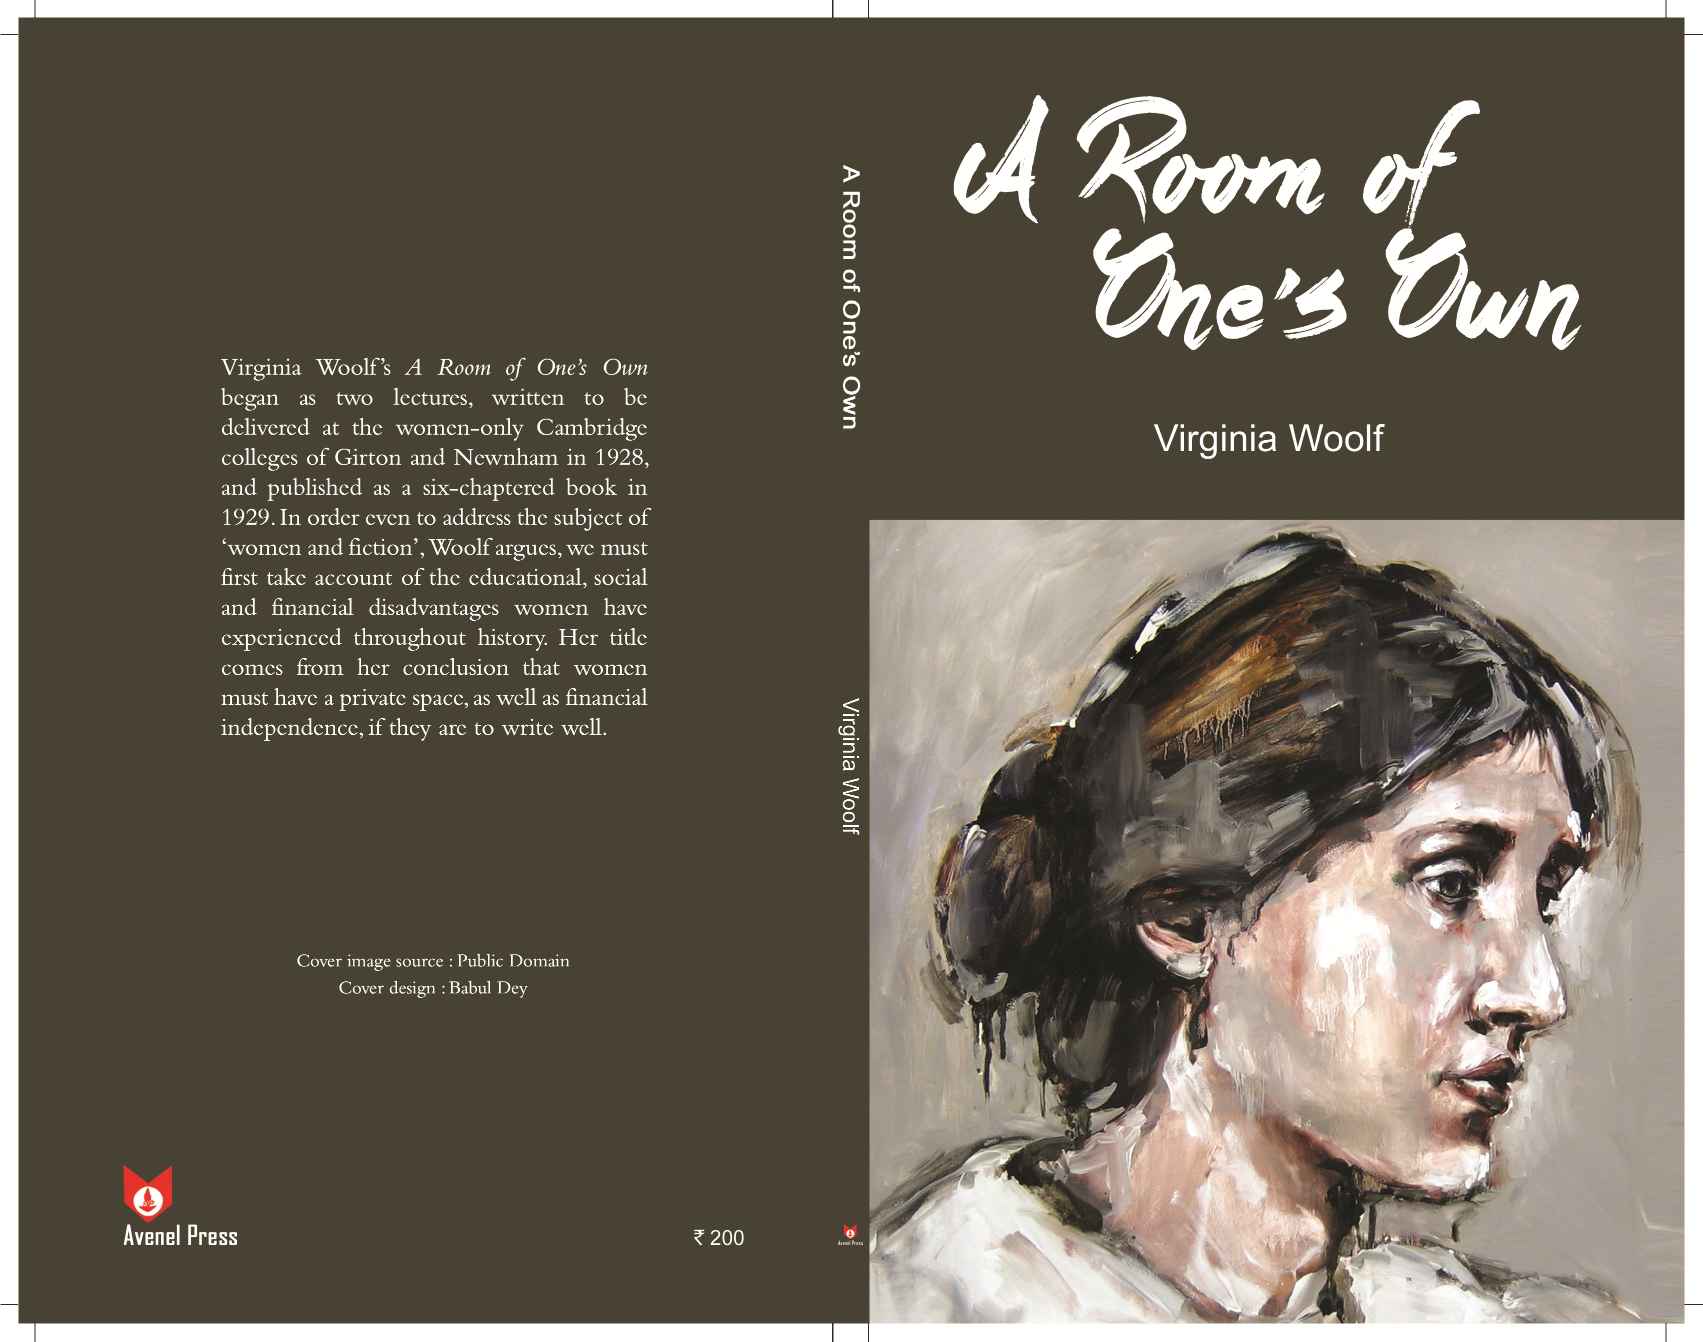 Virginia Woolf's A Room of One's Own
began as two lectures, written to be
delivered at the women-only Cambridge
colleges of Girton and Newnham in 1928,
and published as a six-chaptered book in
1929. In order even to address the subject of
‘women and fiction’, Woolf argues, we must
first take account of the educational, social
and financial disadvantages women have
experienced throughout history. Her title
comes from her conclusion that women
must have a private space, as well as financial
independence, if they are to write well.
Cover image source : Public Domain
Cover design : Babul Dey
Avenel Press
₹ 200
A Room of One's Own
Virginia Woolf
Avenel Press
A Room of
One's Own
Virginia Woolf